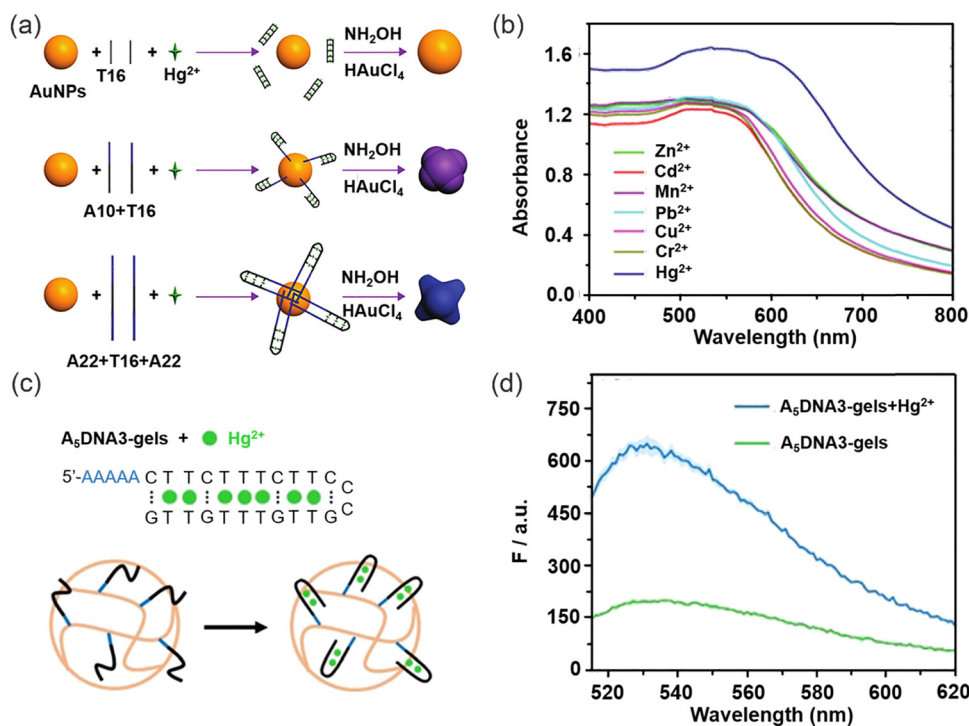 (a)
AuNPs + T16 + Hg²⁺
NH₂OH
HAuCl₄
A10+T16
NH₂OH
HAuCl₄
A22+T16+A22
NH₂OH
HAuCl₄
(b)
Absorbance
1.6
1.2
0.8
0.4
0.0
Zn²⁺
Cd²⁺
Mn²⁺
Pb²⁺
Cu²⁺
Cr²⁺
Hg²⁺
400 500 600 700 800
Wavelength (nm)
(c)
A₅DNA3-gels + Hg²⁺
5'-AAAAA C T T C T T T C T T C C
C
G T T G T T T G T T G C
(d)
F / a.u.
750
600
450
300
150
0
A₅DNA3-gels+Hg²⁺
A₅DNA3-gels
520 540 560 580 600 620
Wavelength (nm)